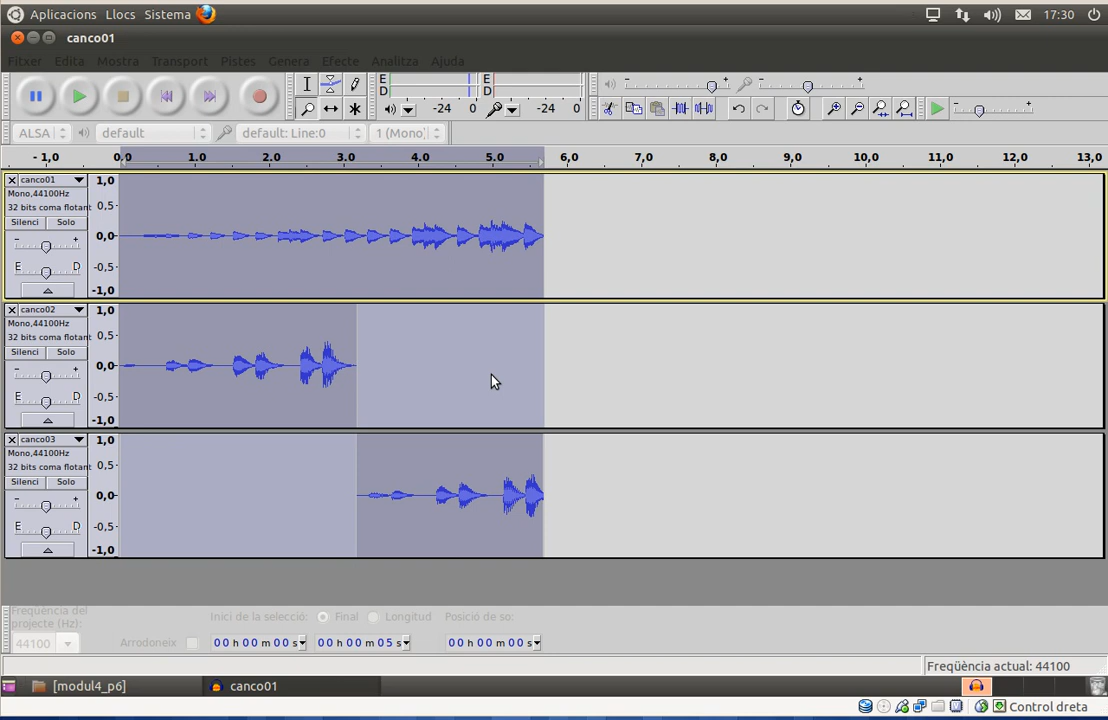 Aplicacions Llocs Sistema 17:30
canco01
Fitxer Edita Mostra Transport Pistes Genera Efecte Analitza Ajuda
E D -24 0 E D -24 0
ALSA default default: Line:0 1 (Mono)
- 1,0 0,0 1,0 2,0 3,0 4,0 5,0 6,0 7,0 8,0 9,0 10,0 11,0 12,0 13,0
canco01
Mono,44100Hz
32 bits coma flotant
Silenci Solo
- +
E D
1,0
0,5
0,0
-0,5
-1,0
canco02
Mono,44100Hz
32 bits coma flotant
Silenci Solo
- +
E D
1,0
0,5
0,0
-0,5
-1,0
canco03
Mono,44100Hz
32 bits coma flotant
Silenci Solo
- +
E D
1,0
0,5
0,0
-0,5
-1,0
Freqüència del
projecte (Hz):
44100
Inici de la selecció: Final Longitud Posició de so:
Arrodoneix 00 h 00 m 00 s 00 h 00 m 05 s 00 h 00 m 00 s
Freqüència actual: 44100
[modul4_p6] canco01
Control dreta